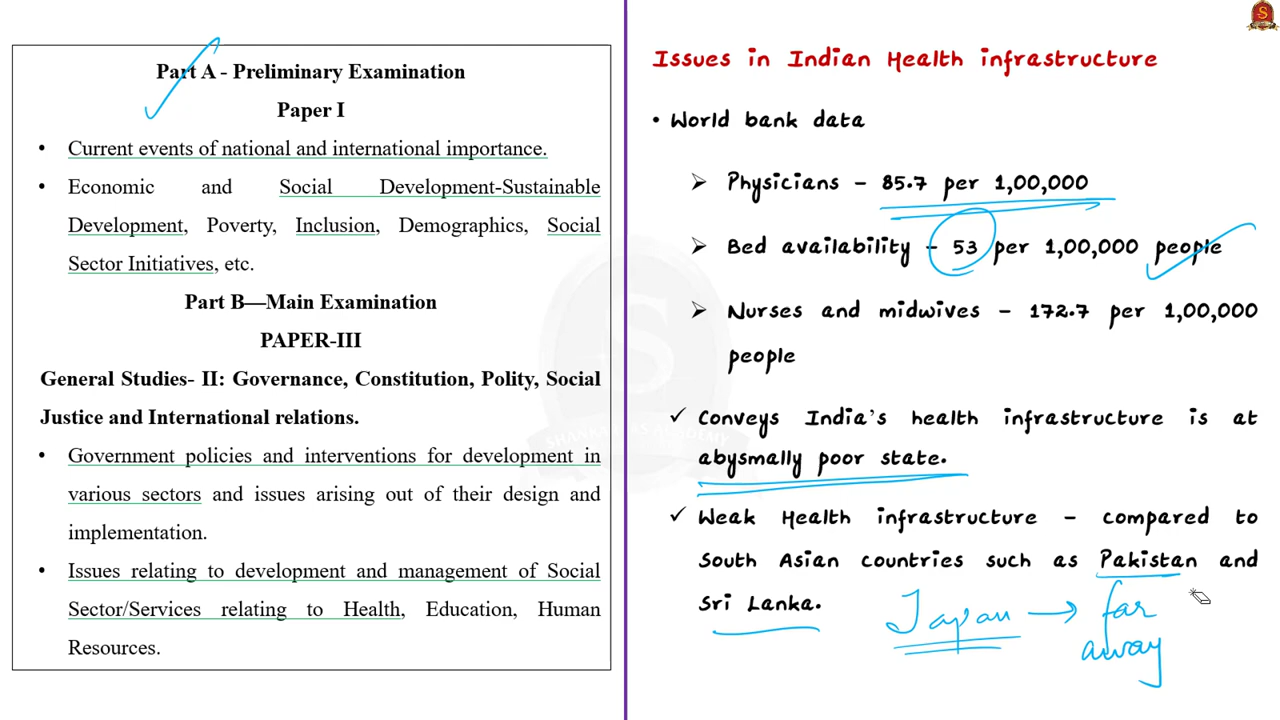 Part A - Preliminary Examination
Paper I
• Current events of national and international importance.
• Economic and Social Development-Sustainable
Development, Poverty, Inclusion, Demographics, Social
Sector Initiatives, etc.
Part B—Main Examination
PAPER-III
General Studies- II: Governance, Constitution, Polity, Social
Justice and International relations.
• Government policies and interventions for development in
various sectors and issues arising out of their design and
implementation.
• Issues relating to development and management of Social
Sector/Services relating to Health, Education, Human
Resources.
Issues in Indian Health infrastructure
• World bank data
➢ Physicians – 85.7 per 1,00,000
➢ Bed availability – 53 per 1,00,000 people
➢ Nurses and midwives – 172.7 per 1,00,000
people
✓ Conveys India's health infrastructure is at
abysmally poor state.
✓ Weak Health infrastructure – compared to
South Asian countries such as Pakistan and
Sri Lanka.
Japan → far
away